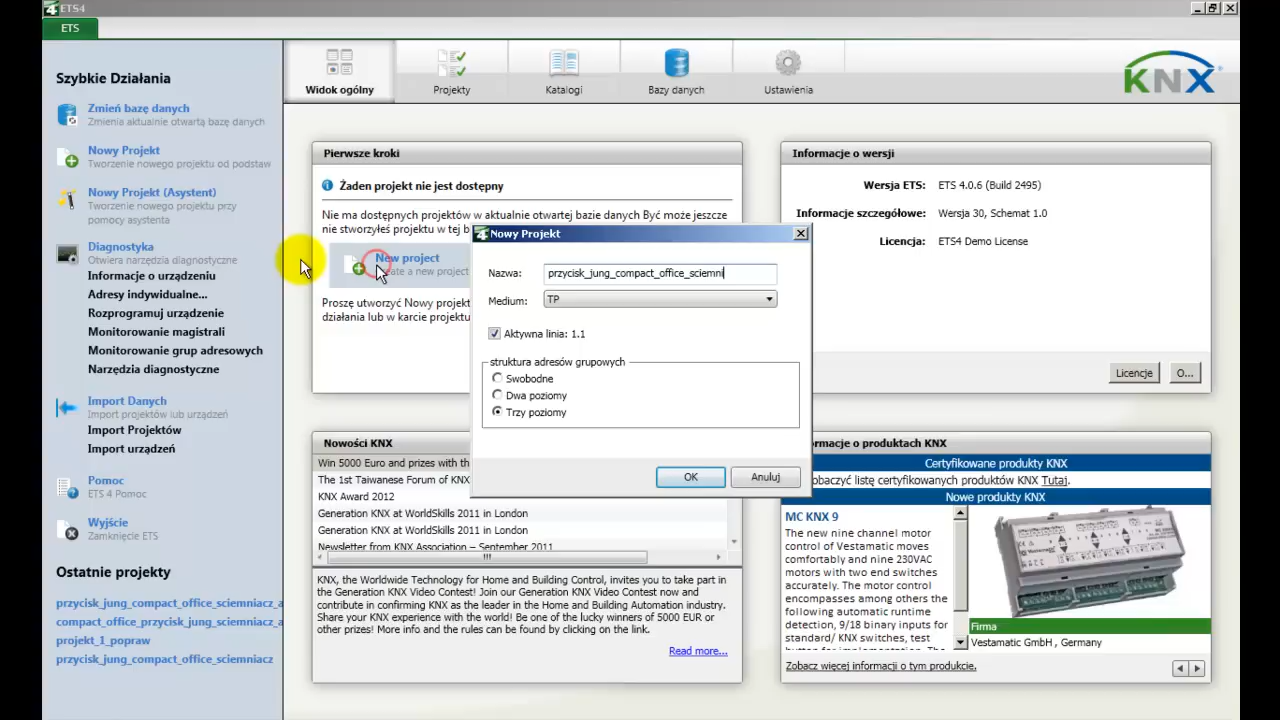 ETS4
ETS
Szybkie Działania
Zmień bazę danych
Zmienia aktualnie otwartą bazę danych
Nowy Projekt
Tworzenie nowego projektu od podstaw
Nowy Projekt (Asystent)
Tworzenie nowego projektu przy
pomocy asystenta
Diagnostyka
Otwiera narzędzia diagnostyczne
Informacje o urządzeniu
Adresy indywidualne...
Rozprogramuj urządzenie
Monitorowanie magistrali
Monitorowanie grup adresowych
Narzędzia diagnostyczne
Import Danych
Import projektów lub urządzeń
Import Projektów
Import urządzeń
Pomoc
ETS 4 Pomoc
Wyjście
Zamknięcie ETS
Ostatnie projekty
przycisk_jung_compact_office_sciemniacz_a
compact_office_przycisk_jung_sciemniacz_a
projekt_1_popraw
przycisk_jung_compact_office_sciemniacz
Widok ogólny
Projekty
Katalogi
Bazy danych
Ustawienia
KNX
Pierwsze kroki
Żaden projekt nie jest dostępny
Nie ma dostępnych projektów w aktualnie otwartej bazie danych Być może jeszcze
nie stworzyłeś projektu w tej b
New project
Create a new project
Proszę utworzyć Nowy projekt
działania lub w karcie projektu
Nowy Projekt
Nazwa: przycisk_jung_compact_office_sciemni
Medium: TP
Aktywna linia: 1.1
struktura adresów grupowych
Swobodne
Dwa poziomy
Trzy poziomy
OK
Anuluj
Informacje o wersji
Wersja ETS: ETS 4.0.6 (Build 2495)
Informacje szczegółowe: Wersja 30, Schemat 1.0
Licencja: ETS4 Demo License
Licencje
O...
Nowości KNX
Win 5000 Euro and prizes with th
The 1st Taiwanese Forum of KNX
KNX Award 2012
Generation KNX at WorldSkills 2011 in London
Generation KNX at WorldSkills 2011 in London
Newsletter from KNX Association – September 2011
KNX, the Worldwide Technology for Home and Building Control, invites you to take part in
the Generation KNX Video Contest! Join our Generation KNX Video Contest now and
contribute in confirming KNX as the leader in the Home and Building Automation industry.
Share your KNX experience with the world! Be one of the lucky winners of 5000 EUR or
other prizes! More info and the rules can be found by clicking on the link.
Read more...
rmacje o produktach KNX
Certyfikowane produkty KNX
obaczyć listę certyfikowanych produktów KNX Tutaj.
Nowe produkty KNX
MC KNX 9
The new nine channel motor
control of Vestamatic moves
comfortably and nine 230VAC
motors with two end switches
accurately. The motor control
encompasses among others the
following automatic runtime
detection, 9/18 binary inputs for
standard/ KNX switches, test
Firma
Vestamatic GmbH , Germany
Zobacz więcej informacji o tym produkcie.